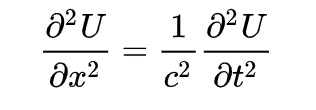 ∂²U/∂x² = 1/c² ∂²U/∂t²